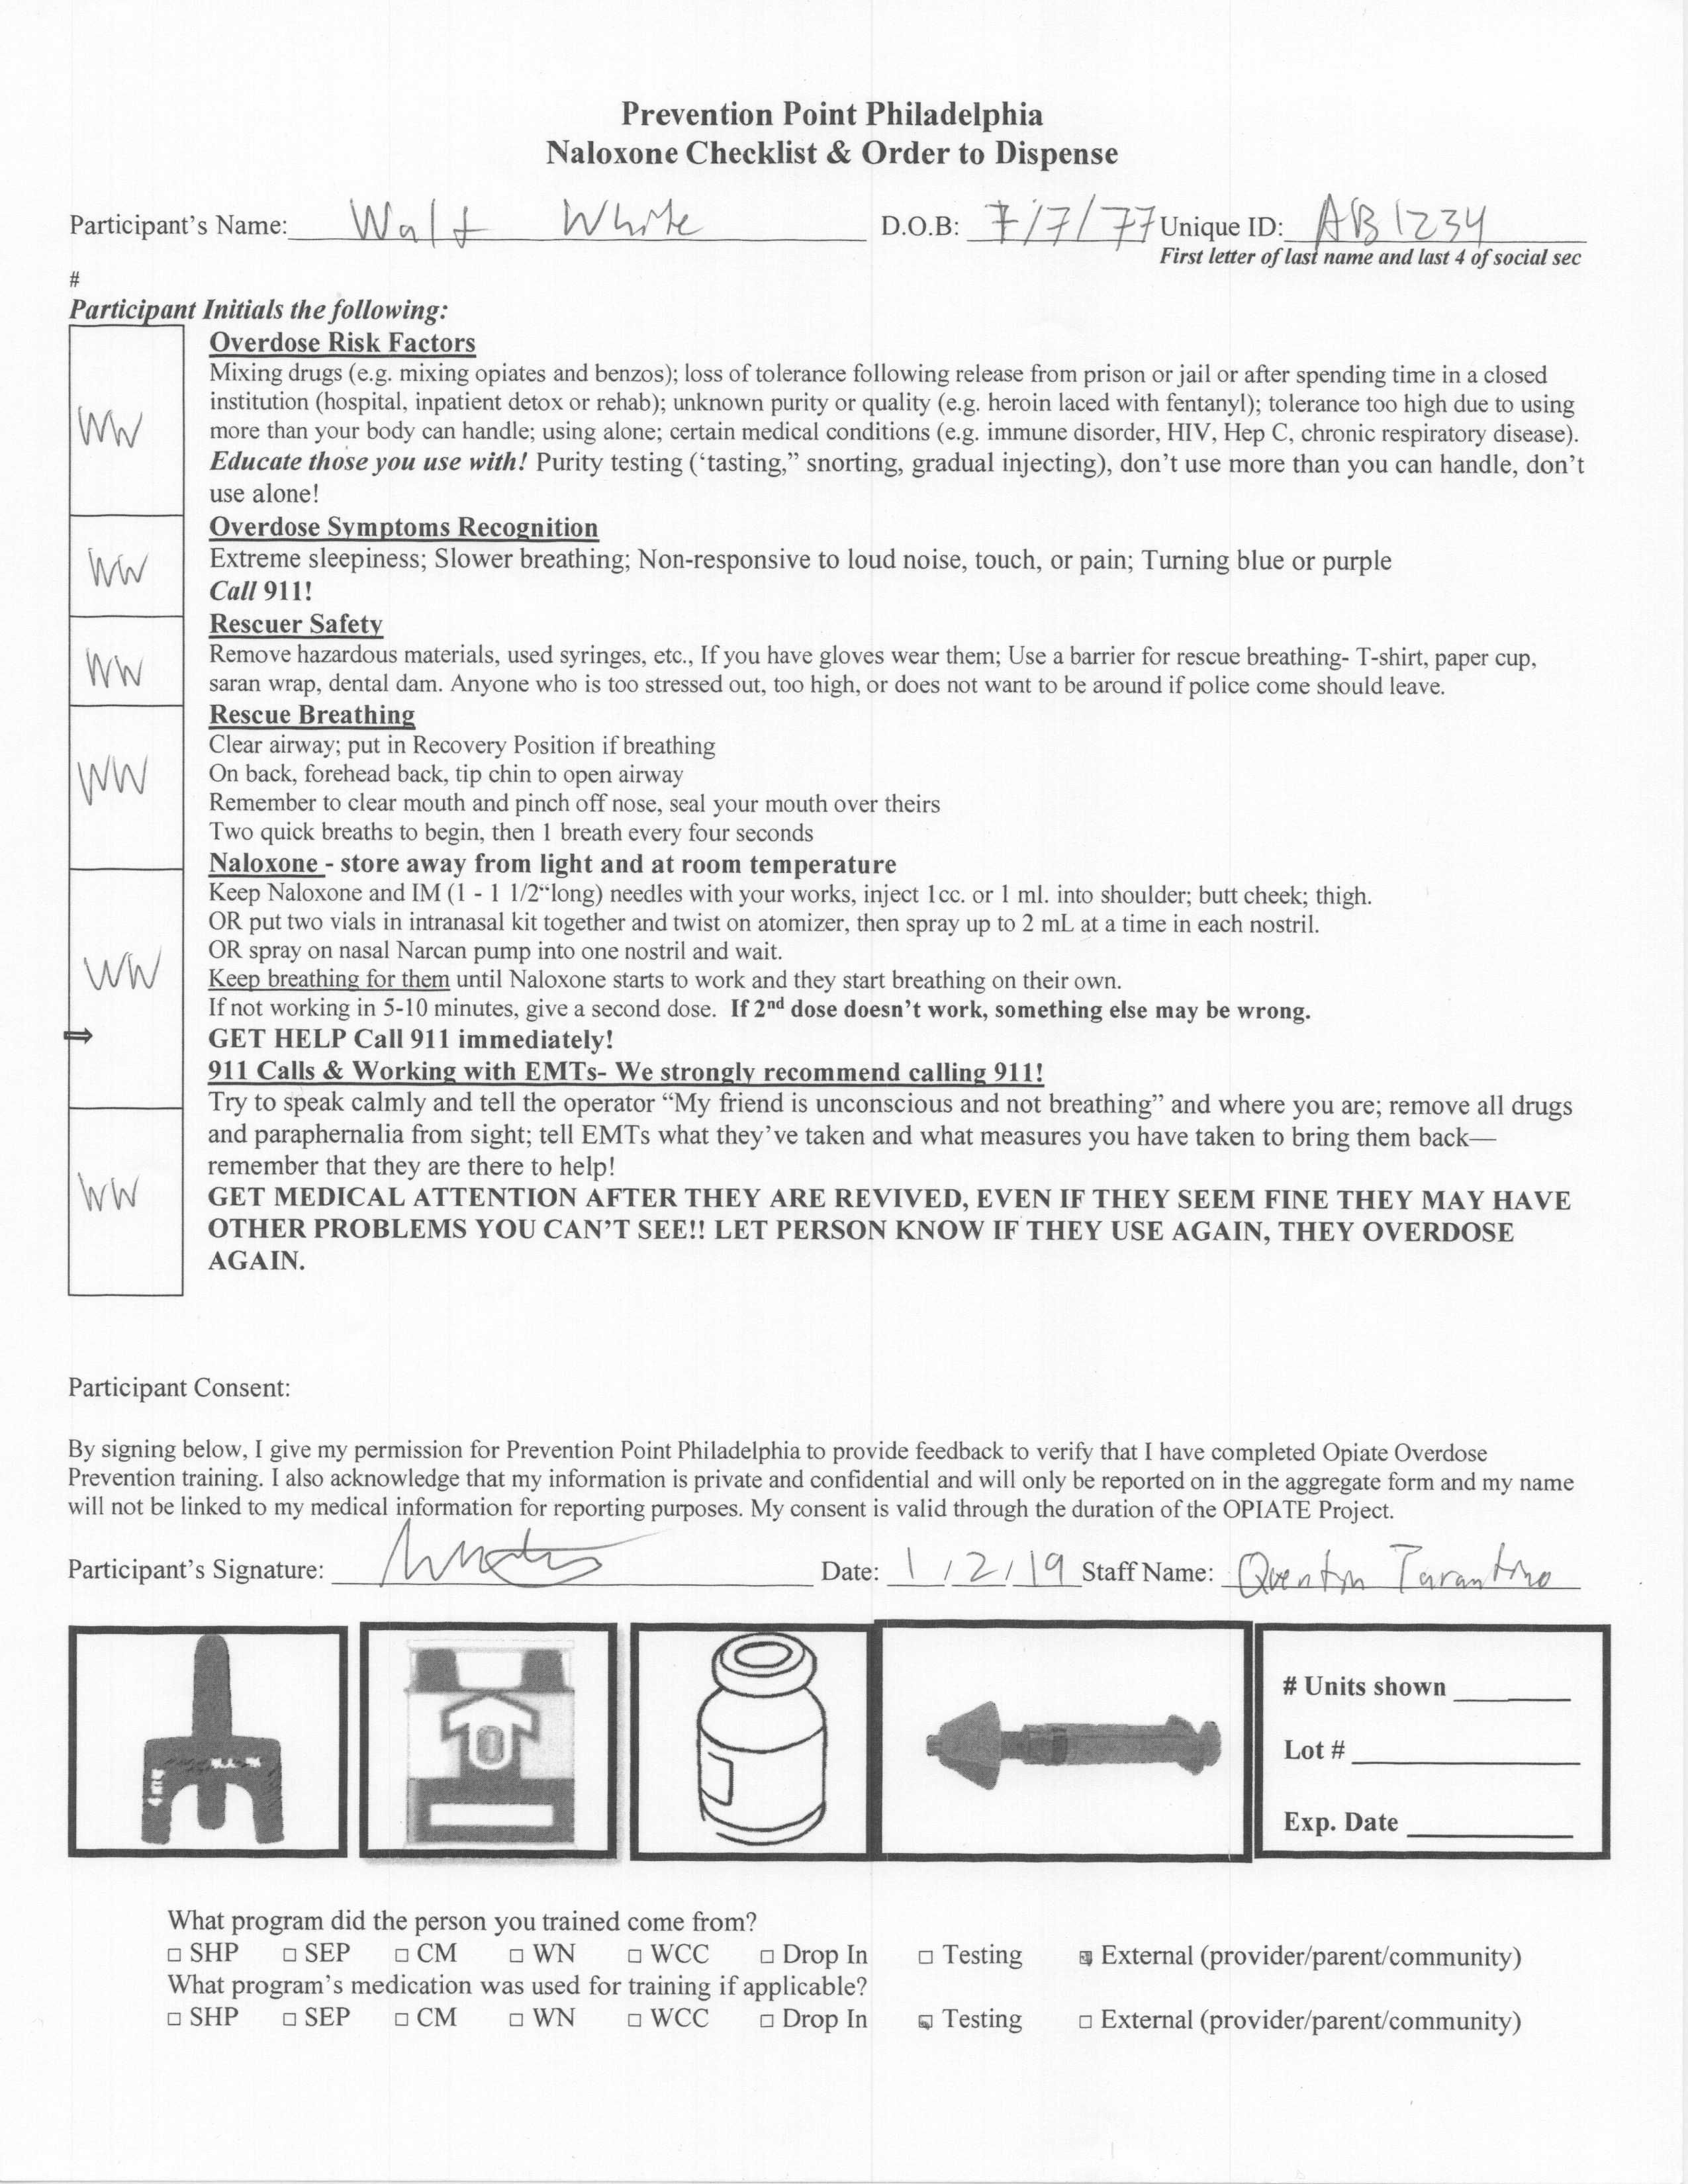 Prevention Point Philadelphia
Naloxone Checklist & Order to Dispense
Participant's Name: Walt White D.O.B: 7/7/77 Unique ID: AB1234
First letter of last name and last 4 of social sec
#
Participant Initials the following:
Overdose Risk Factors
Mixing drugs (e.g. mixing opiates and benzos); loss of tolerance following release from prison or jail or after spending time in a closed
institution (hospital, inpatient detox or rehab); unknown purity or quality (e.g. heroin laced with fentanyl); tolerance too high due to using
WW more than your body can handle; using alone; certain medical conditions (e.g. immune disorder, HIV, Hep C, chronic respiratory disease).
Educate those you use with! Purity testing (‘tasting,” snorting, gradual injecting), don’t use more than you can handle, don’t
use alone!
Overdose Symptoms Recognition
WW Extreme sleepiness; Slower breathing; Non-responsive to loud noise, touch, or pain; Turning blue or purple
Call 911!
Rescuer Safety
WW Remove hazardous materials, used syringes, etc., If you have gloves wear them; Use a barrier for rescue breathing- T-shirt, paper cup,
saran wrap, dental dam. Anyone who is too stressed out, too high, or does not want to be around if police come should leave.
Rescue Breathing
Clear airway; put in Recovery Position if breathing
WW On back, forehead back, tip chin to open airway
Remember to clear mouth and pinch off nose, seal your mouth over theirs
Two quick breaths to begin, then 1 breath every four seconds
Naloxone - store away from light and at room temperature
Keep Naloxone and IM (1 - 1 1/2“long) needles with your works, inject 1cc. or 1 ml. into shoulder; butt cheek; thigh.
OR put two vials in intranasal kit together and twist on atomizer, then spray up to 2 mL at a time in each nostril.
OR spray on nasal Narcan pump into one nostril and wait.
WW Keep breathing for them until Naloxone starts to work and they start breathing on their own.
If not working in 5-10 minutes, give a second dose. If 2nd dose doesn’t work, something else may be wrong.
⇒ GET HELP Call 911 immediately!
911 Calls & Working with EMTs- We strongly recommend calling 911!
Try to speak calmly and tell the operator “My friend is unconscious and not breathing” and where you are; remove all drugs
and paraphernalia from sight; tell EMTs what they’ve taken and what measures you have taken to bring them back—
remember that they are there to help!
WW GET MEDICAL ATTENTION AFTER THEY ARE REVIVED, EVEN IF THEY SEEM FINE THEY MAY HAVE
OTHER PROBLEMS YOU CAN’T SEE!! LET PERSON KNOW IF THEY USE AGAIN, THEY OVERDOSE
AGAIN.
Participant Consent:
By signing below, I give my permission for Prevention Point Philadelphia to provide feedback to verify that I have completed Opiate Overdose
Prevention training. I also acknowledge that my information is private and confidential and will only be reported on in the aggregate form and my name
will not be linked to my medical information for reporting purposes. My consent is valid through the duration of the OPIATE Project.
Participant’s Signature: Date: 1/2/19 Staff Name: Quentin Tarantino
# Units shown
Lot #
Exp. Date
What program did the person you trained come from?
□ SHP □ SEP □ CM □ WN □ WCC □ Drop In □ Testing ☒ External (provider/parent/community)
What program’s medication was used for training if applicable?
□ SHP □ SEP □ CM □ WN □ WCC □ Drop In ☒ Testing □ External (provider/parent/community)